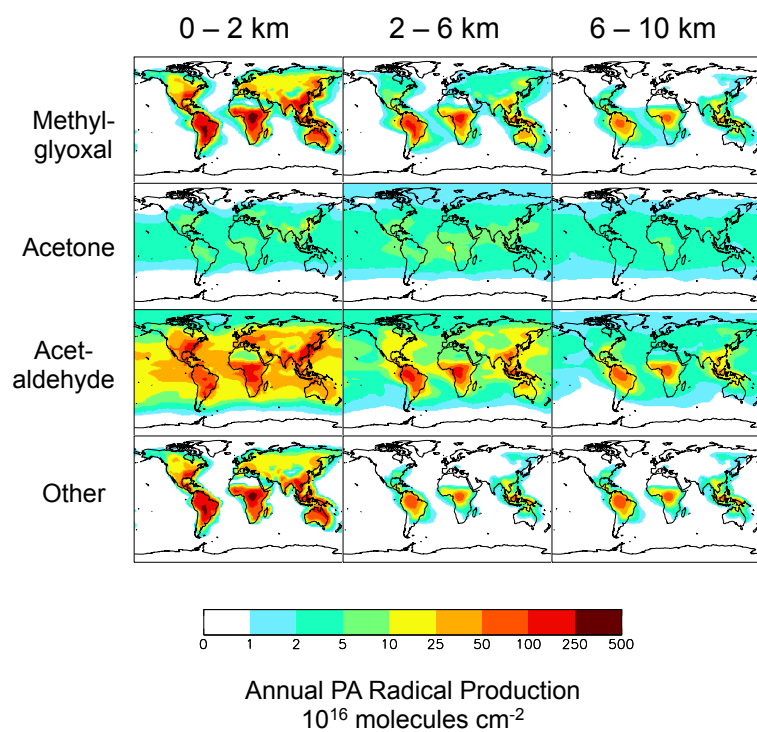 0 – 2 km 2 – 6 km 6 – 10 km
Methyl-
glyoxal
Acetone
Acet-
aldehyde
Other
0 1 2 5 10 25 50 100 250 500
Annual PA Radical Production
10¹⁶ molecules cm⁻²